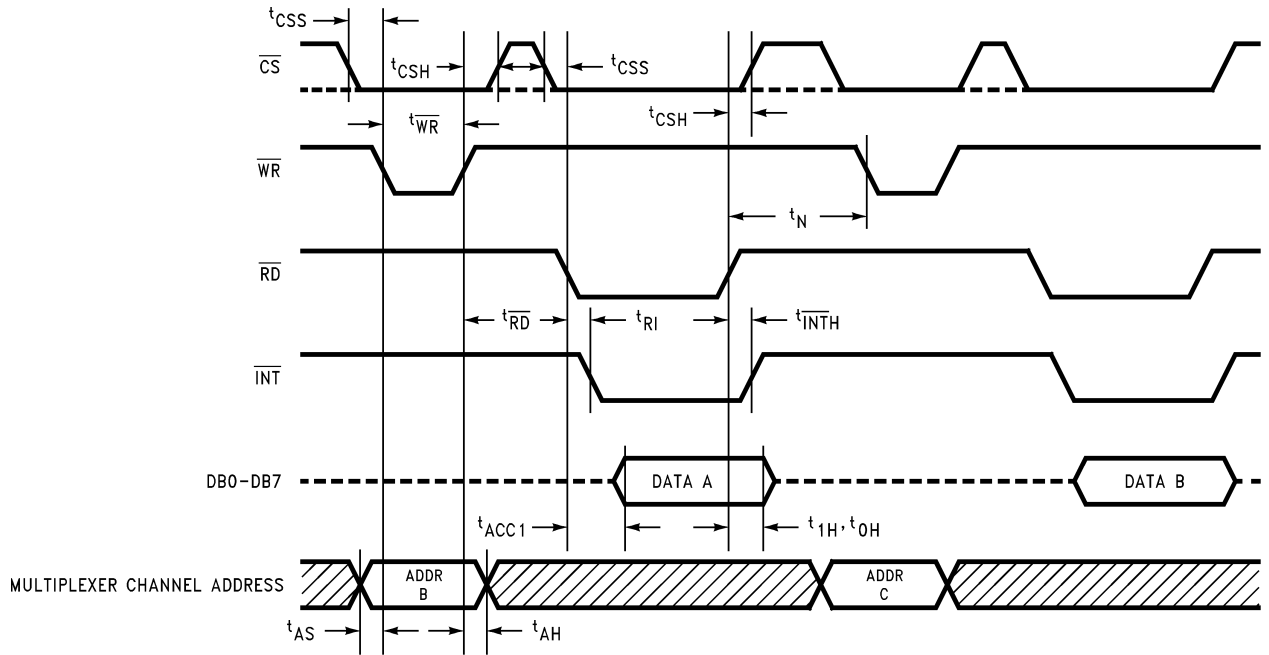 tCSS
CS
tCSH
tCSS
tCSH
tWR
WR
tN
RD
tRD
tRI
tINTH
INT
DB0-DB7
DATA A
DATA B
tACC1
t1H, t0H
MULTIPLEXER CHANNEL ADDRESS
ADDR
B
ADDR
C
tAS
tAH